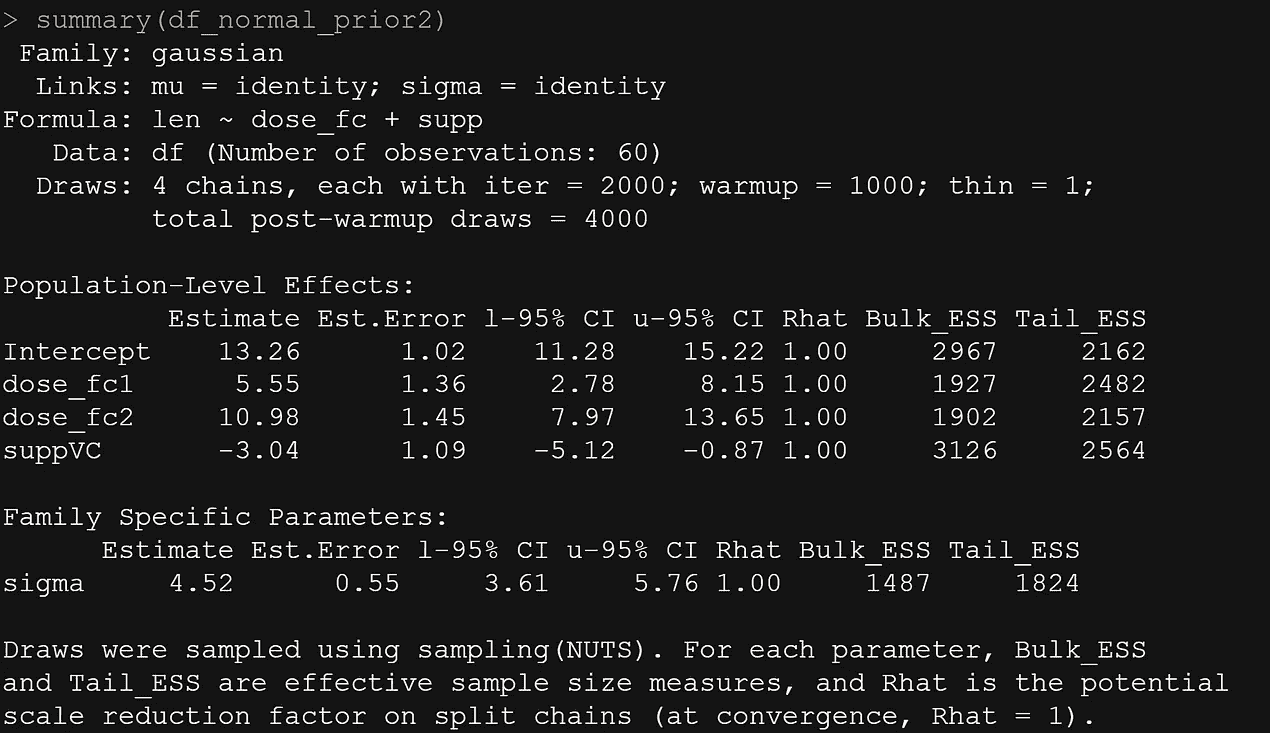 > summary(df_normal_prior2)
 Family: gaussian
  Links: mu = identity; sigma = identity
Formula: len ~ dose_fc + supp
   Data: df (Number of observations: 60)
  Draws: 4 chains, each with iter = 2000; warmup = 1000; thin = 1;
         total post-warmup draws = 4000

Population-Level Effects:
          Estimate Est.Error l-95% CI u-95% CI Rhat Bulk_ESS Tail_ESS
Intercept    13.26      1.02    11.28    15.22 1.00     2967     2162
dose_fc1      5.55      1.36     2.78     8.15 1.00     1927     2482
dose_fc2     10.98      1.45     7.97    13.65 1.00     1902     2157
suppVC       -3.04      1.09    -5.12    -0.87 1.00     3126     2564

Family Specific Parameters:
      Estimate Est.Error l-95% CI u-95% CI Rhat Bulk_ESS Tail_ESS
sigma     4.52      0.55     3.61     5.76 1.00     1487     1824

Draws were sampled using sampling(NUTS). For each parameter, Bulk_ESS
and Tail_ESS are effective sample size measures, and Rhat is the potential
scale reduction factor on split chains (at convergence, Rhat = 1).